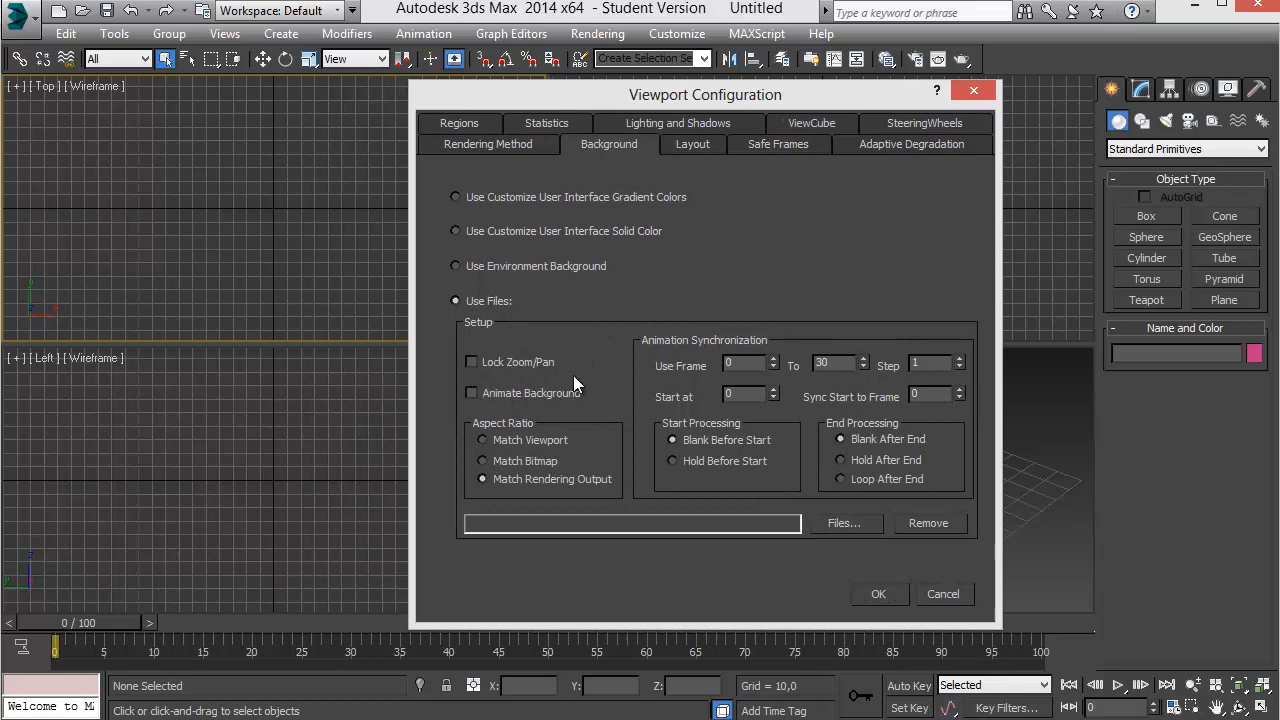 Workspace: Default
Autodesk 3ds Max 2014 x64 - Student Version Untitled
Type a keyword or phrase
Edit Tools Group Views Create Modifiers Animation Graph Editors Rendering Customize MAXScript Help
All
View
Create Selection Se
[ + ] [ Top ] [ Wireframe ]
Viewport Configuration
Regions Statistics Lighting and Shadows ViewCube SteeringWheels
Rendering Method Background Layout Safe Frames Adaptive Degradation
Use Customize User Interface Gradient Colors
Use Customize User Interface Solid Color
Use Environment Background
Use Files:
Setup
Lock Zoom/Pan
Animate Background
Aspect Ratio
Match Viewport
Match Bitmap
Match Rendering Output
Animation Synchronization
Use Frame 0 To 30 Step 1
Start at 0 Sync Start to Frame 0
Start Processing
Blank Before Start
Hold Before Start
End Processing
Blank After End
Hold After End
Loop After End
Files... Remove
OK Cancel
Standard Primitives
- Object Type
AutoGrid
Box Cone
Sphere GeoSphere
Cylinder Tube
Torus Pyramid
Teapot Plane
- Name and Color
z x
[ + ] [ Left ] [ Wireframe ]
z
y
< 0 / 100 >
0 5 10 15 20 25 30 35 40 45 50 55 60 65 70 75 80 85 90 95 100
None Selected X: Y: Z: Grid = 10,0 Auto Key Selected
Welcome to M Click or click-and-drag to select objects Add Time Tag Set Key Key Filters... 0